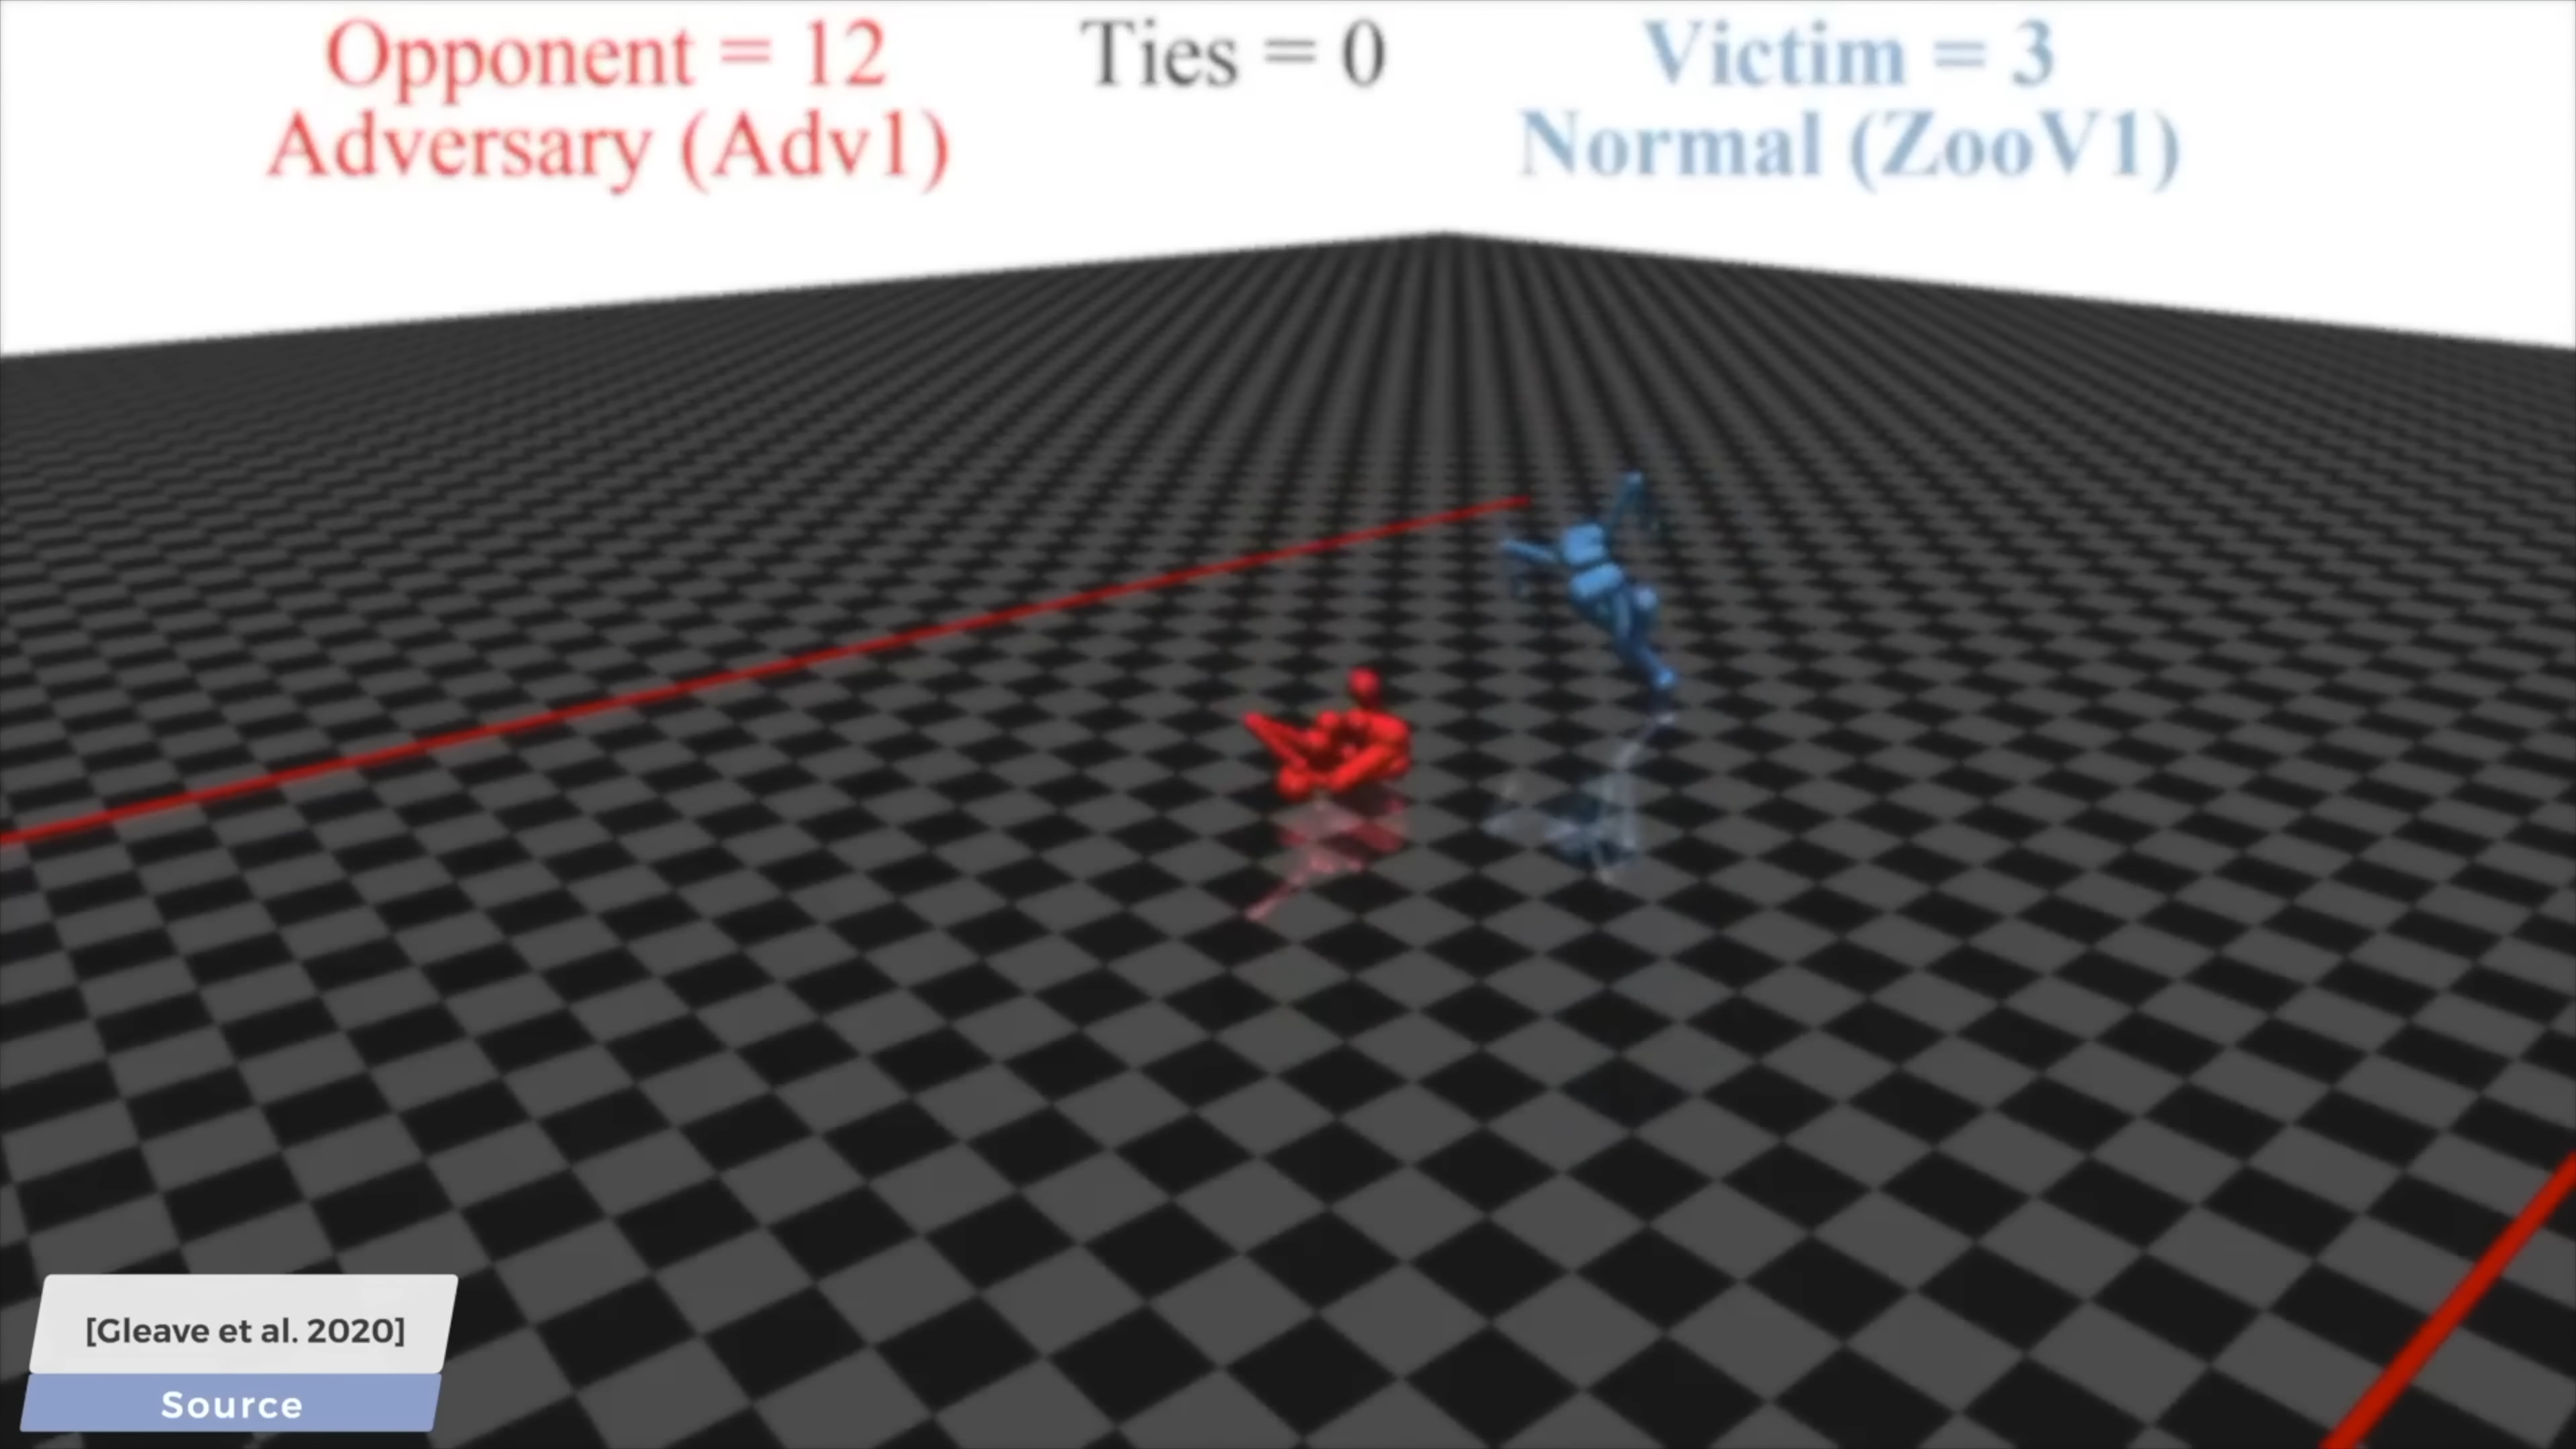 Opponent = 12
Adversary (Adv1)
Ties = 0
Victim = 3
Normal (ZooV1)
[Gleave et al. 2020]
Source